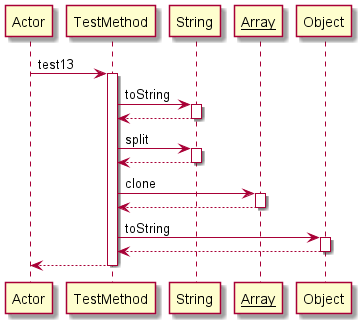 Actor TestMethod String Array Object
test13
toString
split
clone
toString
Actor TestMethod String Array Object